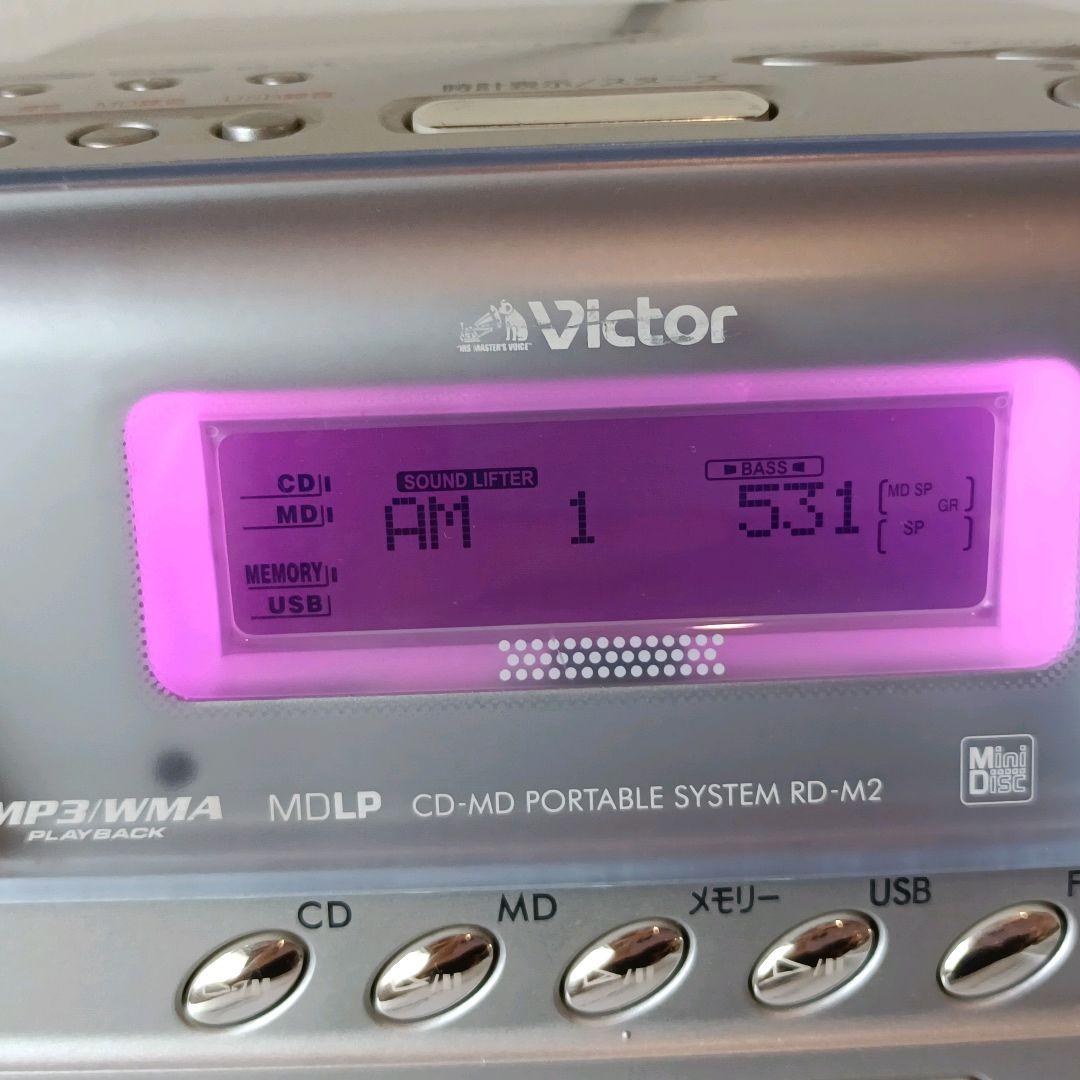 時計表示/スヌーズ
"HIS MASTER'S VOICE"
Victor
CD
SOUND LIFTER
BASS
MD
AM 1 531
MD SP
GR
SP
MEMORY
USB
MP3/WMA
PLAYBACK
MDLP
CD-MD PORTABLE SYSTEM RD-M2
Mini
Disc
CD
MD
メモリー
USB
F